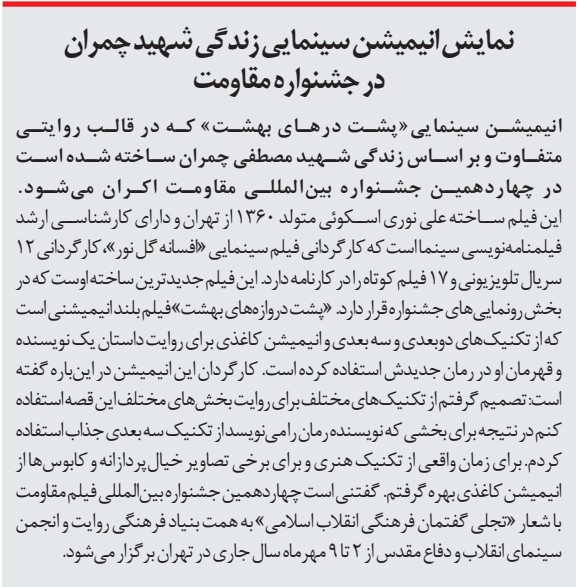 نمایش انیمیشن سینمایی زندگی شهید چمران
در جشنواره مقاومت
انیمیشن سینمایی «پشت درهای بهشت» که در قالب روایتی
متفاوت و بر اساس زندگی شهید مصطفی چمران ساخته شده است
در چهاردهمین جشنواره بین‌المللی مقاومت اکران می‌شود.
این فیلم ساخته علی نوری اسکوئی متولد ۱۳۶۰ از تهران و دارای کارشناسی ارشد
فیلمنامه‌نویسی سینما است که کارگردانی فیلم سینمایی «افسانه گل نور»، کارگردانی ۱۲
سریال تلویزیونی و ۱۷ فیلم کوتاه را در کارنامه دارد. این فیلم جدیدترین ساخته اوست که در
بخش رونمایی‌های جشنواره قرار دارد. «پشت دروازه‌های بهشت» فیلم بلند انیمیشنی است
که از تکنیک‌های دوبعدی و سه بعدی و انیمیشن کاغذی برای روایت داستان یک نویسنده
و قهرمان او در رمان جدیدش استفاده کرده است. کارگردان این انیمیشن در این‌باره گفته
است: تصمیم گرفتم از تکنیک‌های مختلف برای روایت بخش‌های مختلف این قصه استفاده
کنم در نتیجه برای بخشی که نویسنده رمان را می‌نویسد از تکنیک سه بعدی جذاب استفاده
کردم. برای زمان واقعی از تکنیک هنری و برای برخی تصاویر خیال‌پردازانه و کابوس‌ها از
انیمیشن کاغذی بهره گرفتم. گفتنی است چهاردهمین جشنواره بین‌المللی فیلم مقاومت
با شعار «تجلی گفتمان فرهنگی انقلاب اسلامی» به همت بنیاد فرهنگی روایت و انجمن
سینمای انقلاب و دفاع مقدس از ۲ تا ۹ مهرماه سال جاری در تهران برگزار می‌شود.